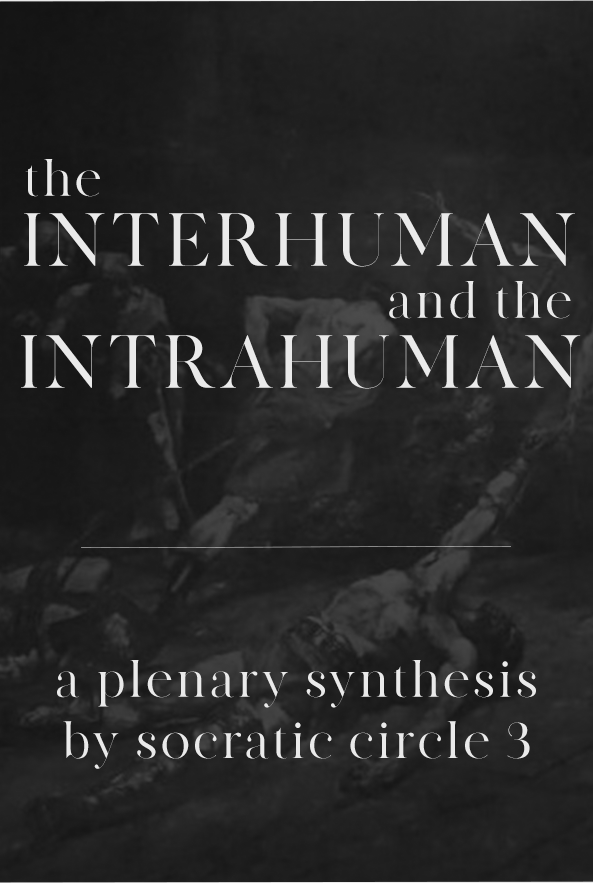 the
INTERHUMAN
and the
INTRAHUMAN
a plenary synthesis
by socratic circle 3